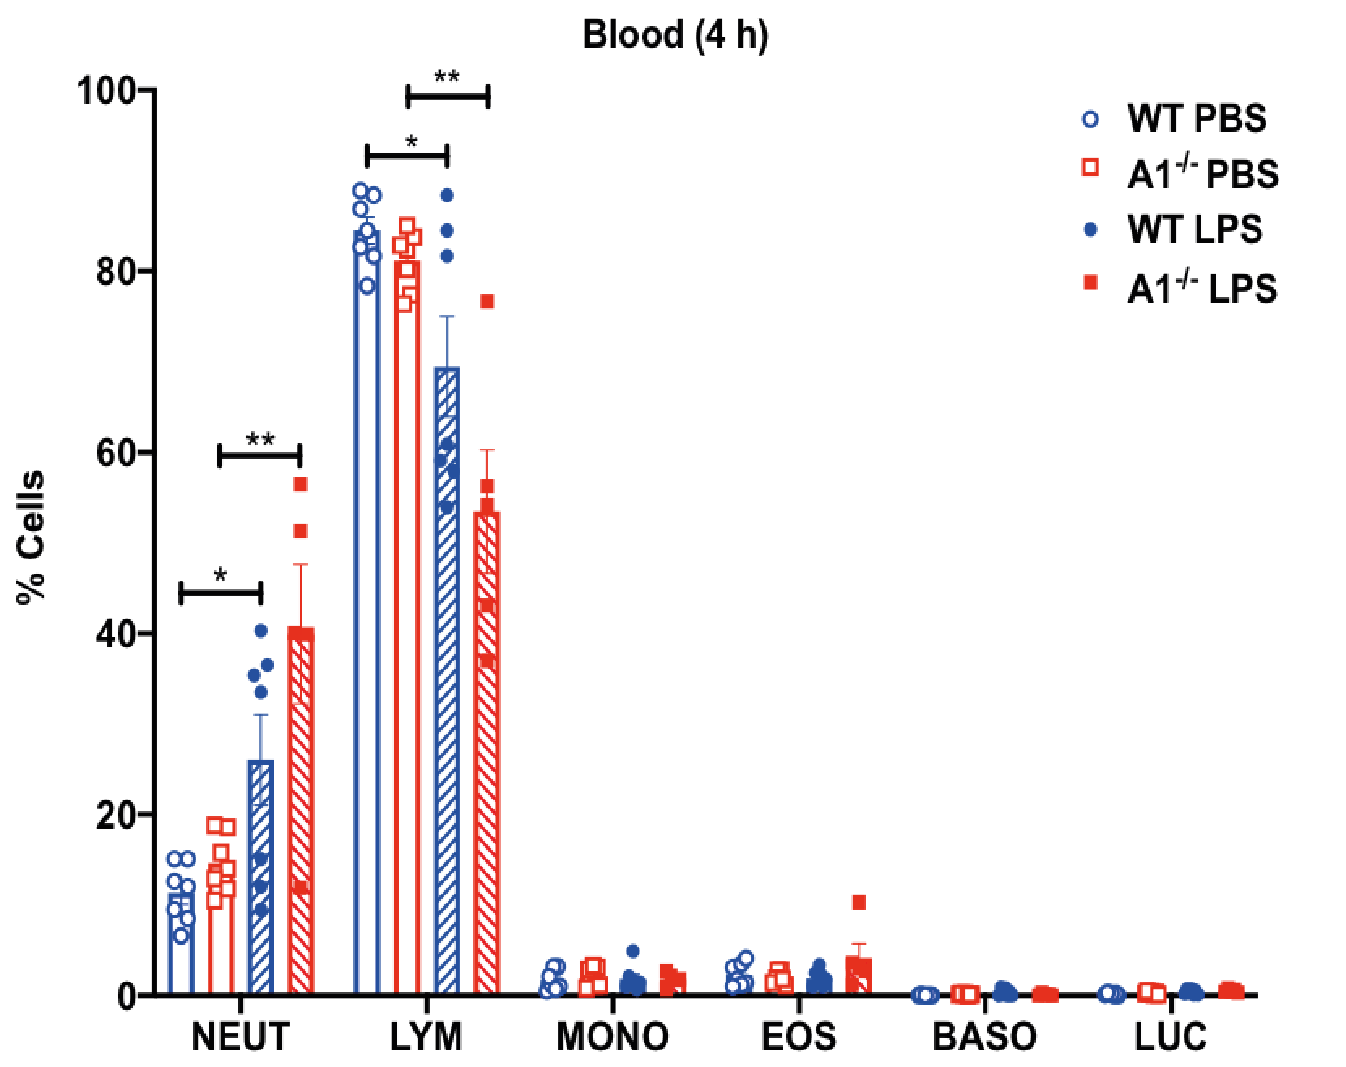 Blood (4 h)
% Cells
100
80
60
40
20
0
**
*
**
*
WT PBS
A1-/- PBS
WT LPS
A1-/- LPS
NEUT LYM MONO EOS BASO LUC